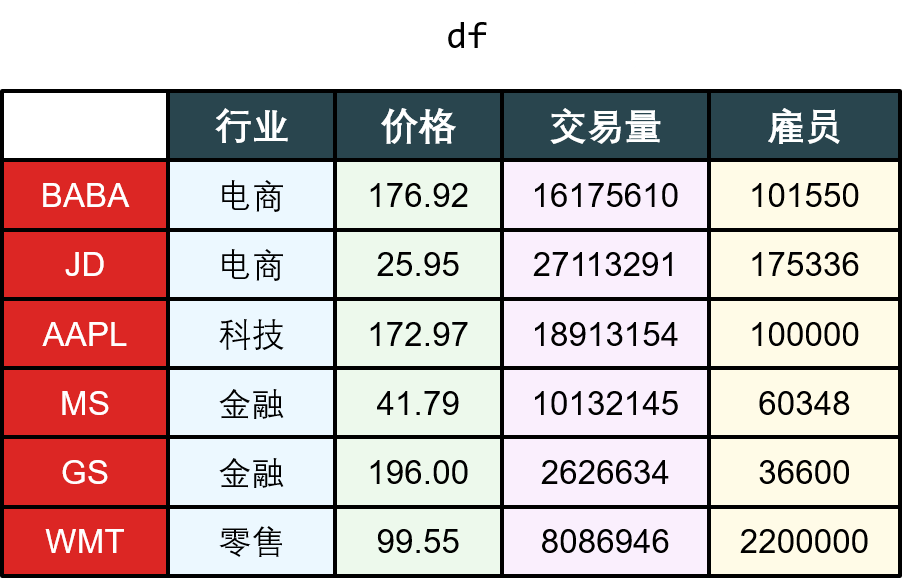 df
行业 价格 交易量 雇员
BABA 电商 176.92 16175610 101550
JD 电商 25.95 27113291 175336
AAPL 科技 172.97 18913154 100000
MS 金融 41.79 10132145 60348
GS 金融 196.00 2626634 36600
WMT 零售 99.55 8086946 2200000